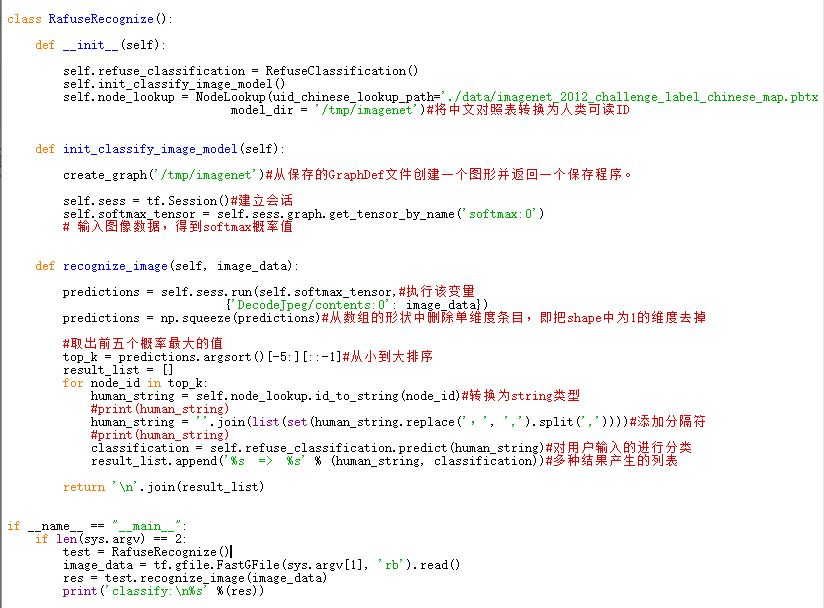 class RafuseRecognize():
def __init__(self):
self.refuse_classification = RefuseClassification()
self.init_classify_image_model()
self.node_lookup = NodeLookup(uid_chinese_lookup_path='./data/imagenet_2012_challenge_label_chinese_map.pbtx
model_dir = '/tmp/imagenet')#将中文对照表转换为人类可读ID
def init_classify_image_model(self):
create_graph('/tmp/imagenet')#从保存的GraphDef文件创建一个图形并返回一个保存程序。
self.sess = tf.Session()#建立会话
self.softmax_tensor = self.sess.graph.get_tensor_by_name('softmax:0')
# 输入图像数据，得到softmax概率值
def recognize_image(self, image_data):
predictions = self.sess.run(self.softmax_tensor,#执行该变量
{'DecodeJpeg/contents:0': image_data})
predictions = np.squeeze(predictions)#从数组的形状中删除单维度条目，即把shape中为1的维度去掉
#取出前五个概率最大的值
top_k = predictions.argsort()[-5:][::-1]#从小到大排序
result_list = []
for node_id in top_k:
human_string = self.node_lookup.id_to_string(node_id)#转换为string类型
#print(human_string)
human_string = ''.join(list(set(human_string.replace('，', ',').split(','))))#添加分隔符
#print(human_string)
classification = self.refuse_classification.predict(human_string)#对用户输入的进行分类
result_list.append('%s  =>  %s' % (human_string, classification))#多种结果产生的列表
return '\n'.join(result_list)
if __name__ == "__main__":
if len(sys.argv) == 2:
test = RafuseRecognize()
image_data = tf.gfile.FastGFile(sys.argv[1], 'rb').read()
res = test.recognize_image(image_data)
print('classify:\n%s' %(res))